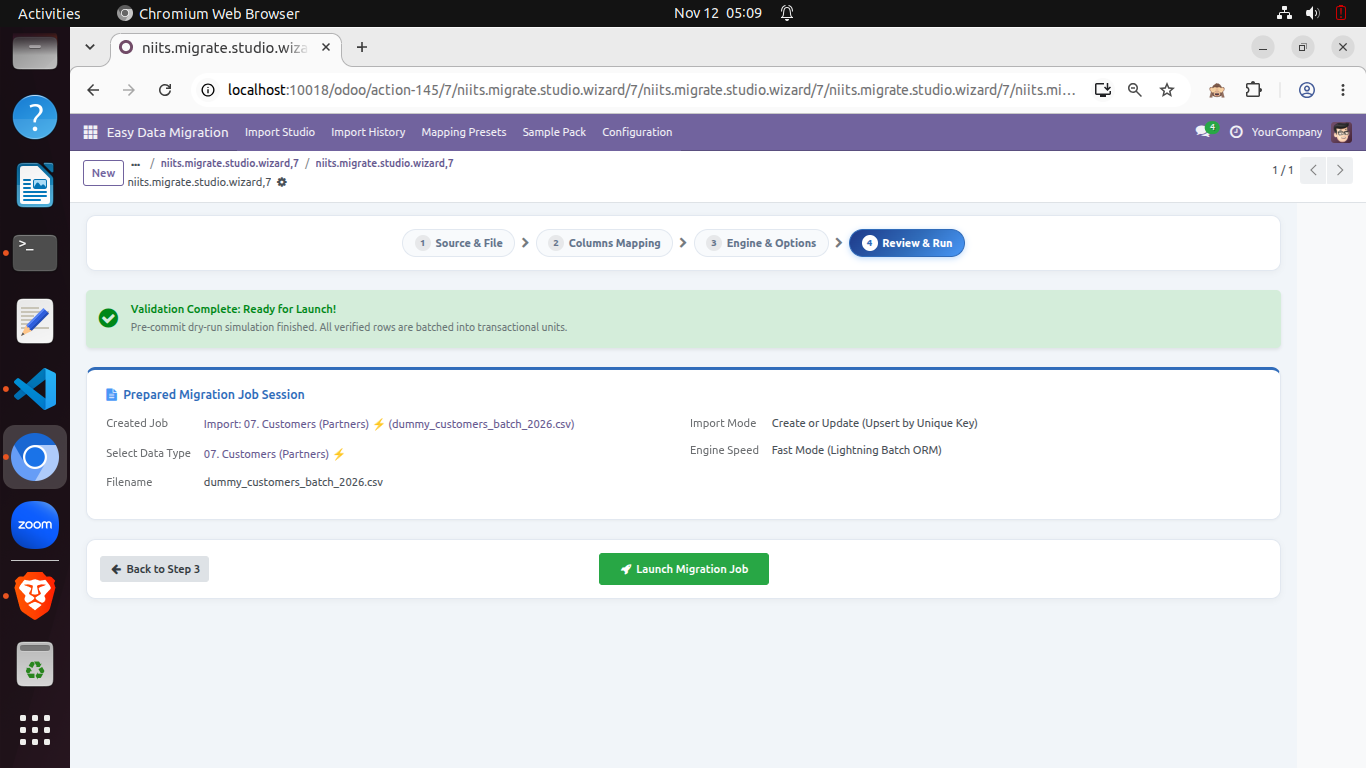 Activities
Chromium Web Browser
Nov 12 05:09
niits.migrate.studio.wiza
localhost:10018/odoo/action-145/7/niits.migrate.studio.wizard/7/niits.migrate.studio.wizard/7/niits.migrate.studio.wizard/7/niits.mi...
Easy Data Migration
Import Studio
Import History
Mapping Presets
Sample Pack
Configuration
4
YourCompany
New
... / niits.migrate.studio.wizard,7 / niits.migrate.studio.wizard,7
niits.migrate.studio.wizard,7
1 / 1
1 Source & File
2 Columns Mapping
3 Engine & Options
4 Review & Run
Validation Complete: Ready for Launch!
Pre-commit dry-run simulation finished. All verified rows are batched into transactional units.
Prepared Migration Job Session
Created Job Import: 07. Customers (Partners) ⚡ (dummy_customers_batch_2026.csv)
Select Data Type 07. Customers (Partners) ⚡
Filename dummy_customers_batch_2026.csv
Import Mode Create or Update (Upsert by Unique Key)
Engine Speed Fast Mode (Lightning Batch ORM)
Back to Step 3
Launch Migration Job
zoom